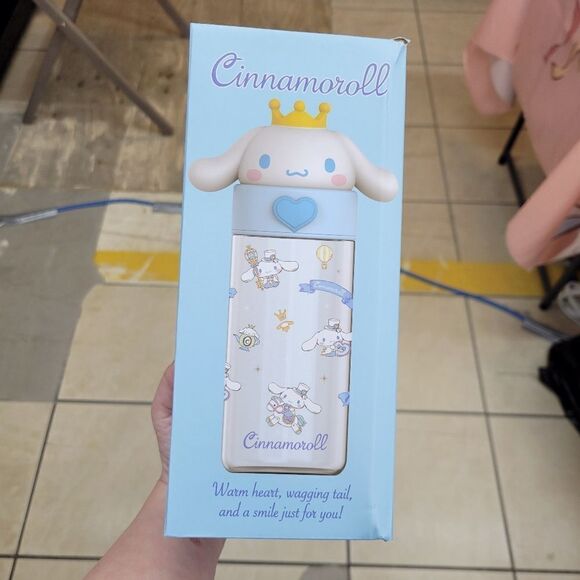 Cinnamoroll
Cinnamoroll
Warm heart, wagging tail,
and a smile just for you!